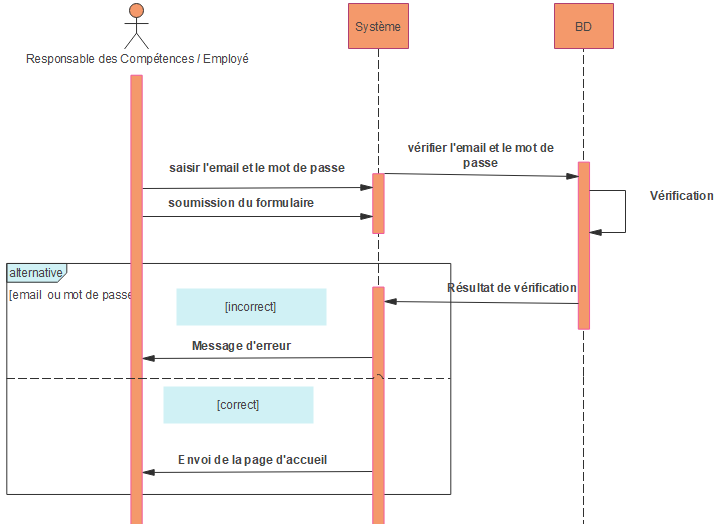 Système
BD
Responsable des Compétences / Employé
vérifier l'email et le mot de
passe
saisir l'email et le mot de passe
Vérification
soumission du formulaire
alternative
Résultat de vérification
[email ou mot de passe
[incorrect]
Message d'erreur
[correct]
Envoi de la page d'accueil